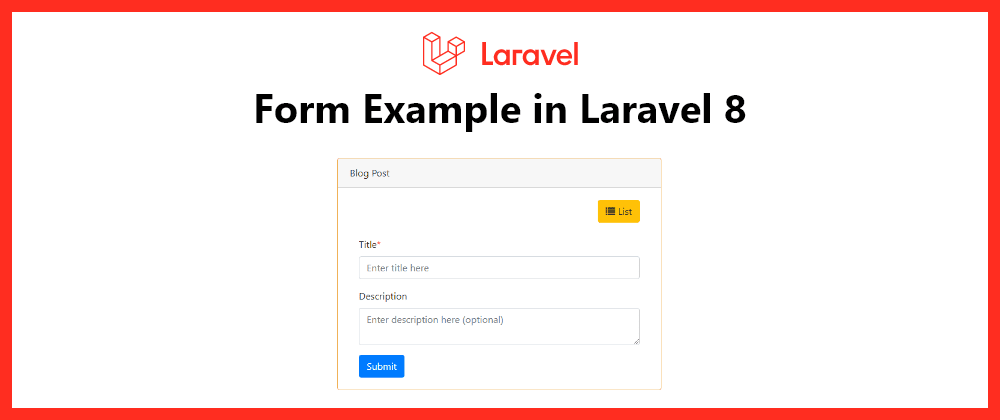 Laravel
Form Example in Laravel 8
Blog Post
List
Title*
Enter title here
Description
Enter description here (optional)
Submit